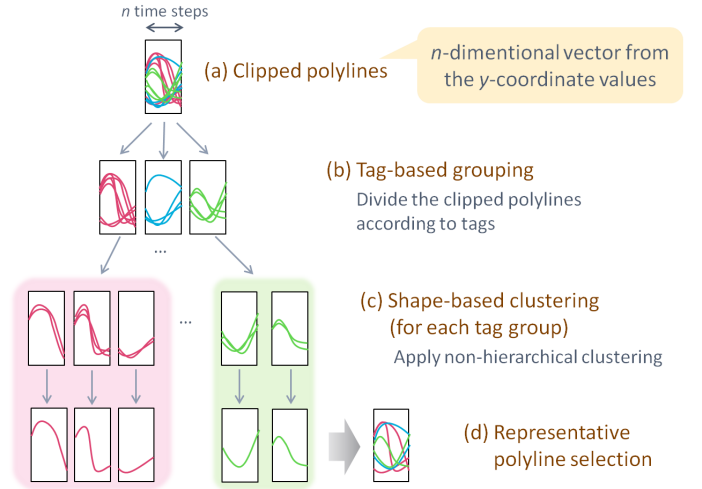 n time steps
(a) Clipped polylines
n-dimentional vector from
the y-coordinate values
(b) Tag-based grouping
Divide the clipped polylines
according to tags
...
...
(c) Shape-based clustering
(for each tag group)
Apply non-hierarchical clustering
(d) Representative
polyline selection